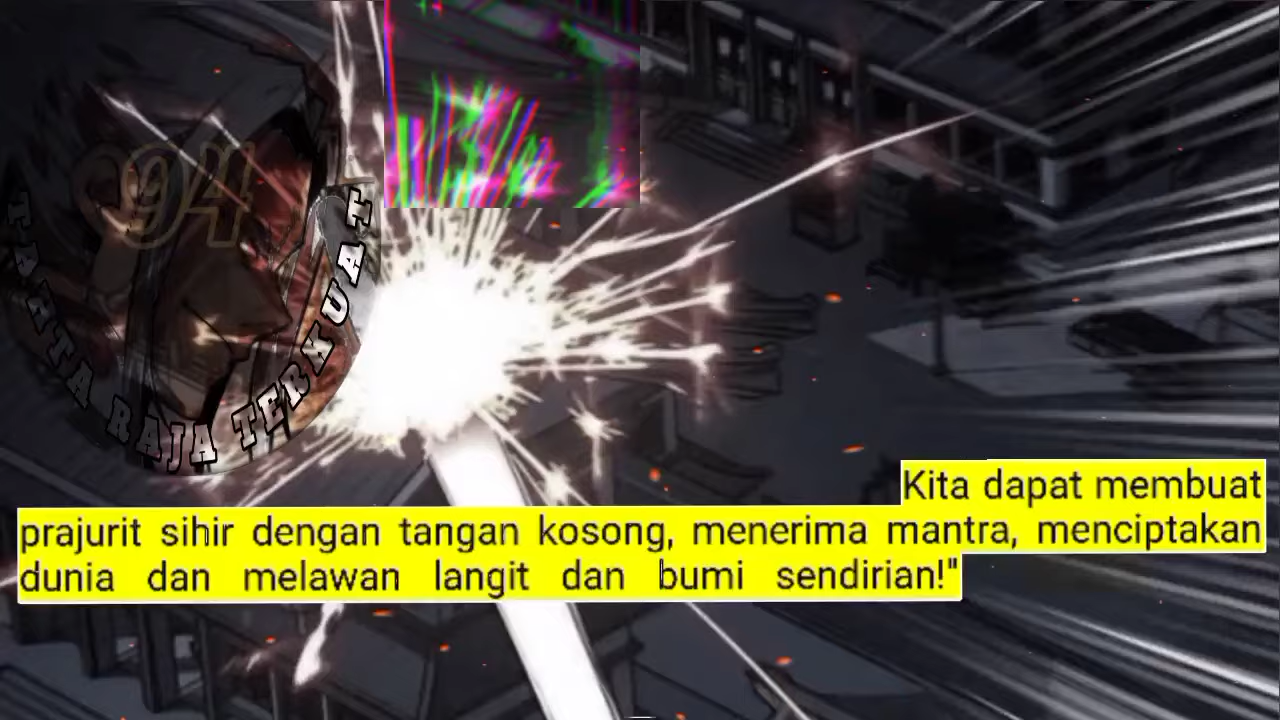 94
TAHTA RAJA TERKUAT
Kita dapat membuat
prajurit sihir dengan tangan kosong, menerima mantra, menciptakan
dunia dan melawan langit dan bumi sendirian!"